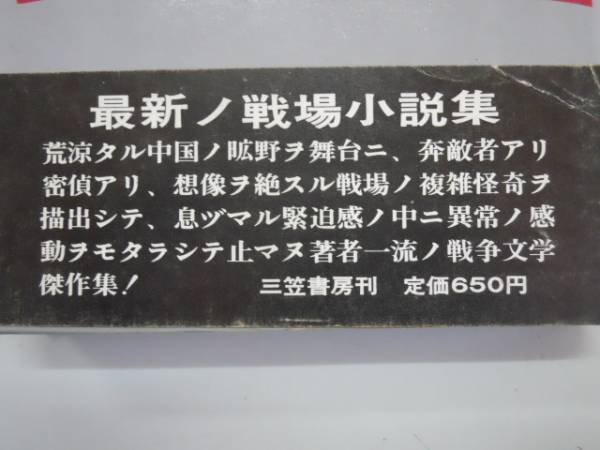 最新ノ戦場小説集
荒涼タル中国ノ眩野ヲ舞台ニ、奔敵者アリ
密偵アリ、想像ヲ絶スル戦場ノ複雑怪奇ヲ
描出シテ、息ヅマル緊迫感ノ中ニ異常ノ感
動ヲモタラシテ止マヌ著者一流ノ戦争文学
傑作集! 三笠書房刊 定価650円